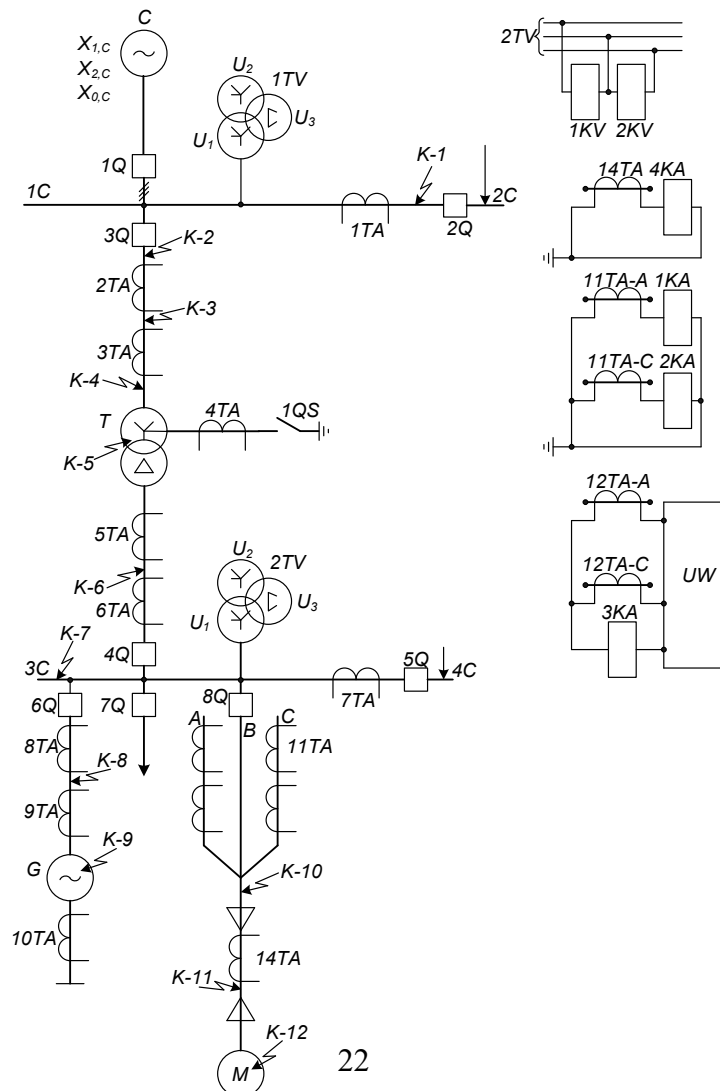 C
X1,C
X2,C
X0,C
U2
1TV
U3
U1
1Q
K-1
1C
2C
1TA
2Q
3Q
K-2
2TA
K-3
3TA
K-4
T
4TA
1QS
K-5
5TA
K-6
6TA
U2
2TV
U3
U1
K-7
4Q
3C
5Q
4C
6Q
7Q
8Q
7TA
A
B
C
8TA
11TA
K-8
9TA
K-9
G
K-10
10TA
14TA
K-11
K-12
M
22
2TV
1KV
2KV
14TA
4KA
11TA-A
1KA
11TA-C
2KA
12TA-A
12TA-C
UW
3KA